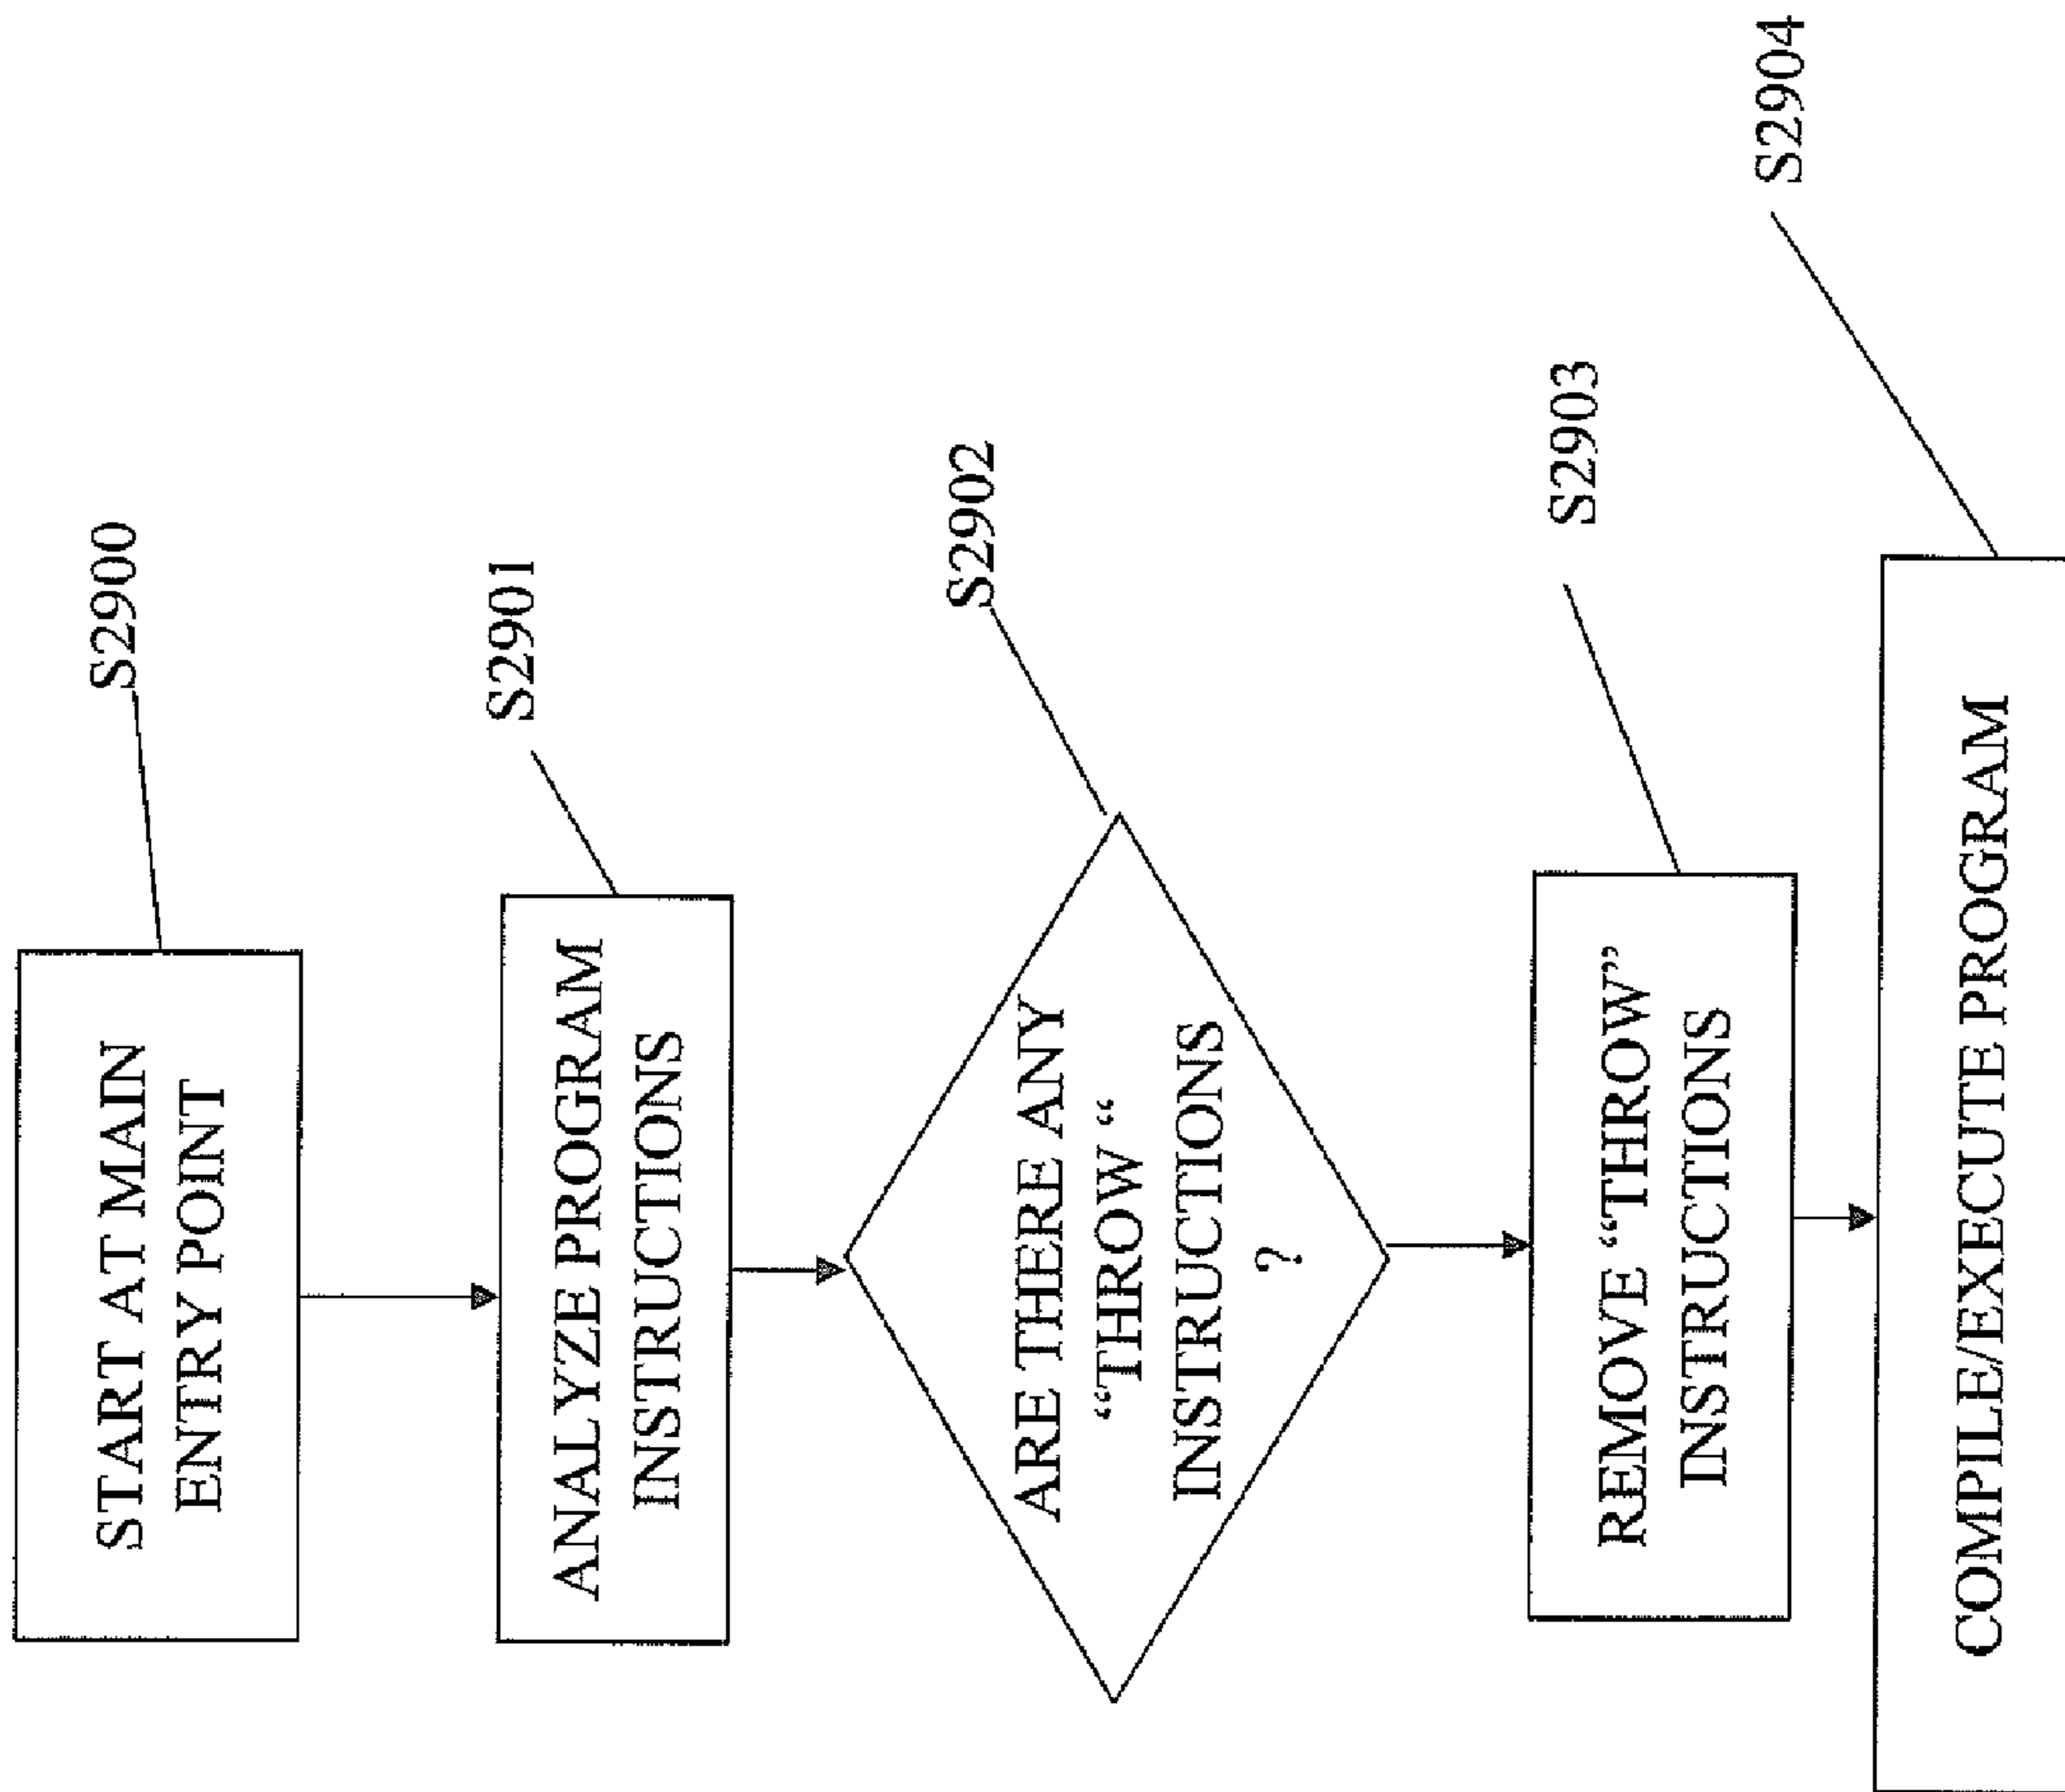 START AT MAIN
ENTRY POINT
S2900
ANALYZE PROGRAM
INSTRUCTIONS
S2901
ARE THERE ANY
“THROW “
INSTRUCTIONS
?
S2902
REMOVE “THROW”
INSTRUCTIONS
S2903
COMPILE/EXECUTE PROGRAM
S2904